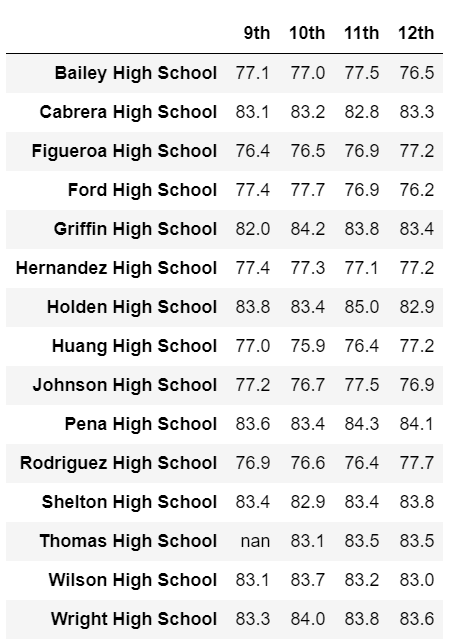 9th 10th 11th 12th
Bailey High School 77.1 77.0 77.5 76.5
Cabrera High School 83.1 83.2 82.8 83.3
Figueroa High School 76.4 76.5 76.9 77.2
Ford High School 77.4 77.7 76.9 76.2
Griffin High School 82.0 84.2 83.8 83.4
Hernandez High School 77.4 77.3 77.1 77.2
Holden High School 83.8 83.4 85.0 82.9
Huang High School 77.0 75.9 76.4 77.2
Johnson High School 77.2 76.7 77.5 76.9
Pena High School 83.6 83.4 84.3 84.1
Rodriguez High School 76.9 76.6 76.4 77.7
Shelton High School 83.4 82.9 83.4 83.8
Thomas High School nan 83.1 83.5 83.5
Wilson High School 83.1 83.7 83.2 83.0
Wright High School 83.3 84.0 83.8 83.6